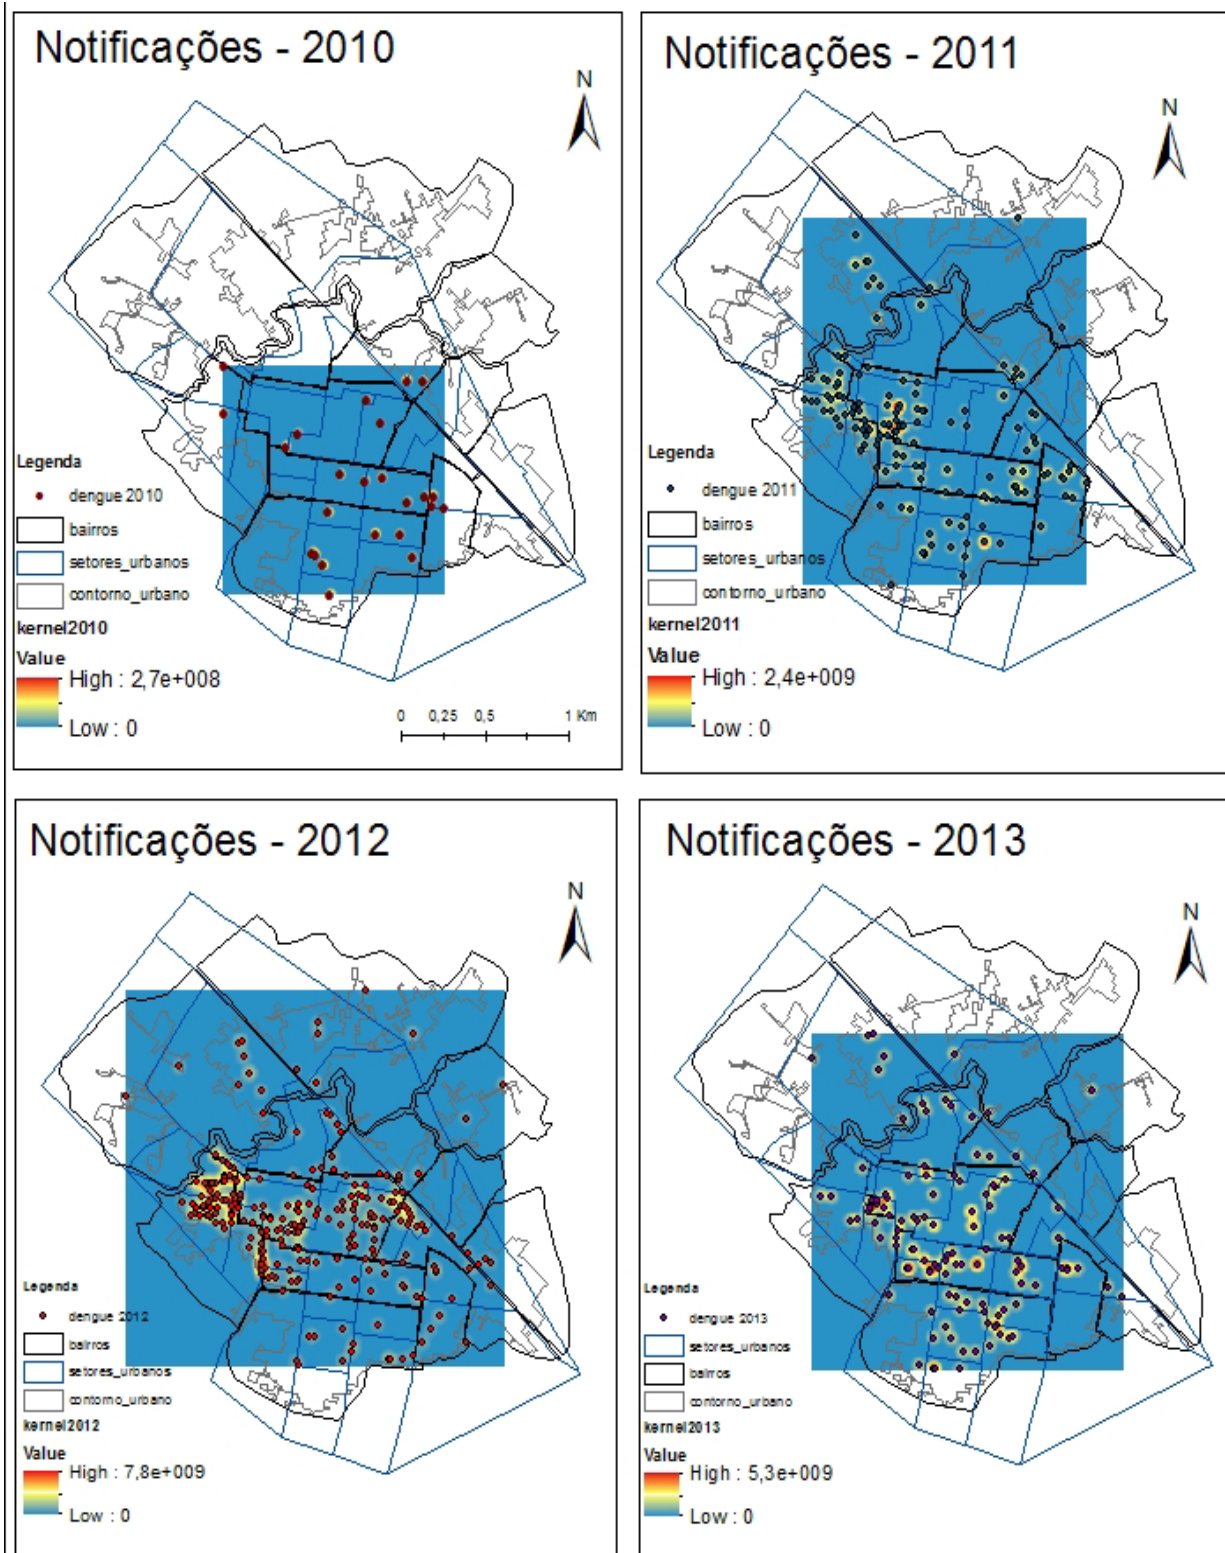 Notificações - 2010
N
Legenda
dengue 2010
bairros
setores_urbanos
contorno_urbano
kernel2010
Value
High : 2,7e+008
Low : 0
0 0,25 0,5 1 Km
Notificações - 2011
N
Legenda
dengue 2011
bairros
setores_urbanos
contorno_urbano
kernel2011
Value
High : 2,4e+009
Low : 0
Notificações - 2012
N
Legenda
dengue 2012
bairros
setores_urbanos
contorno_urbano
kernel2012
Value
High : 7,8e+009
Low : 0
Notificações - 2013
N
Legenda
dengue 2013
setores_urbanos
bairros
contorno_urbano
kernel2013
Value
High : 5,3e+009
Low : 0